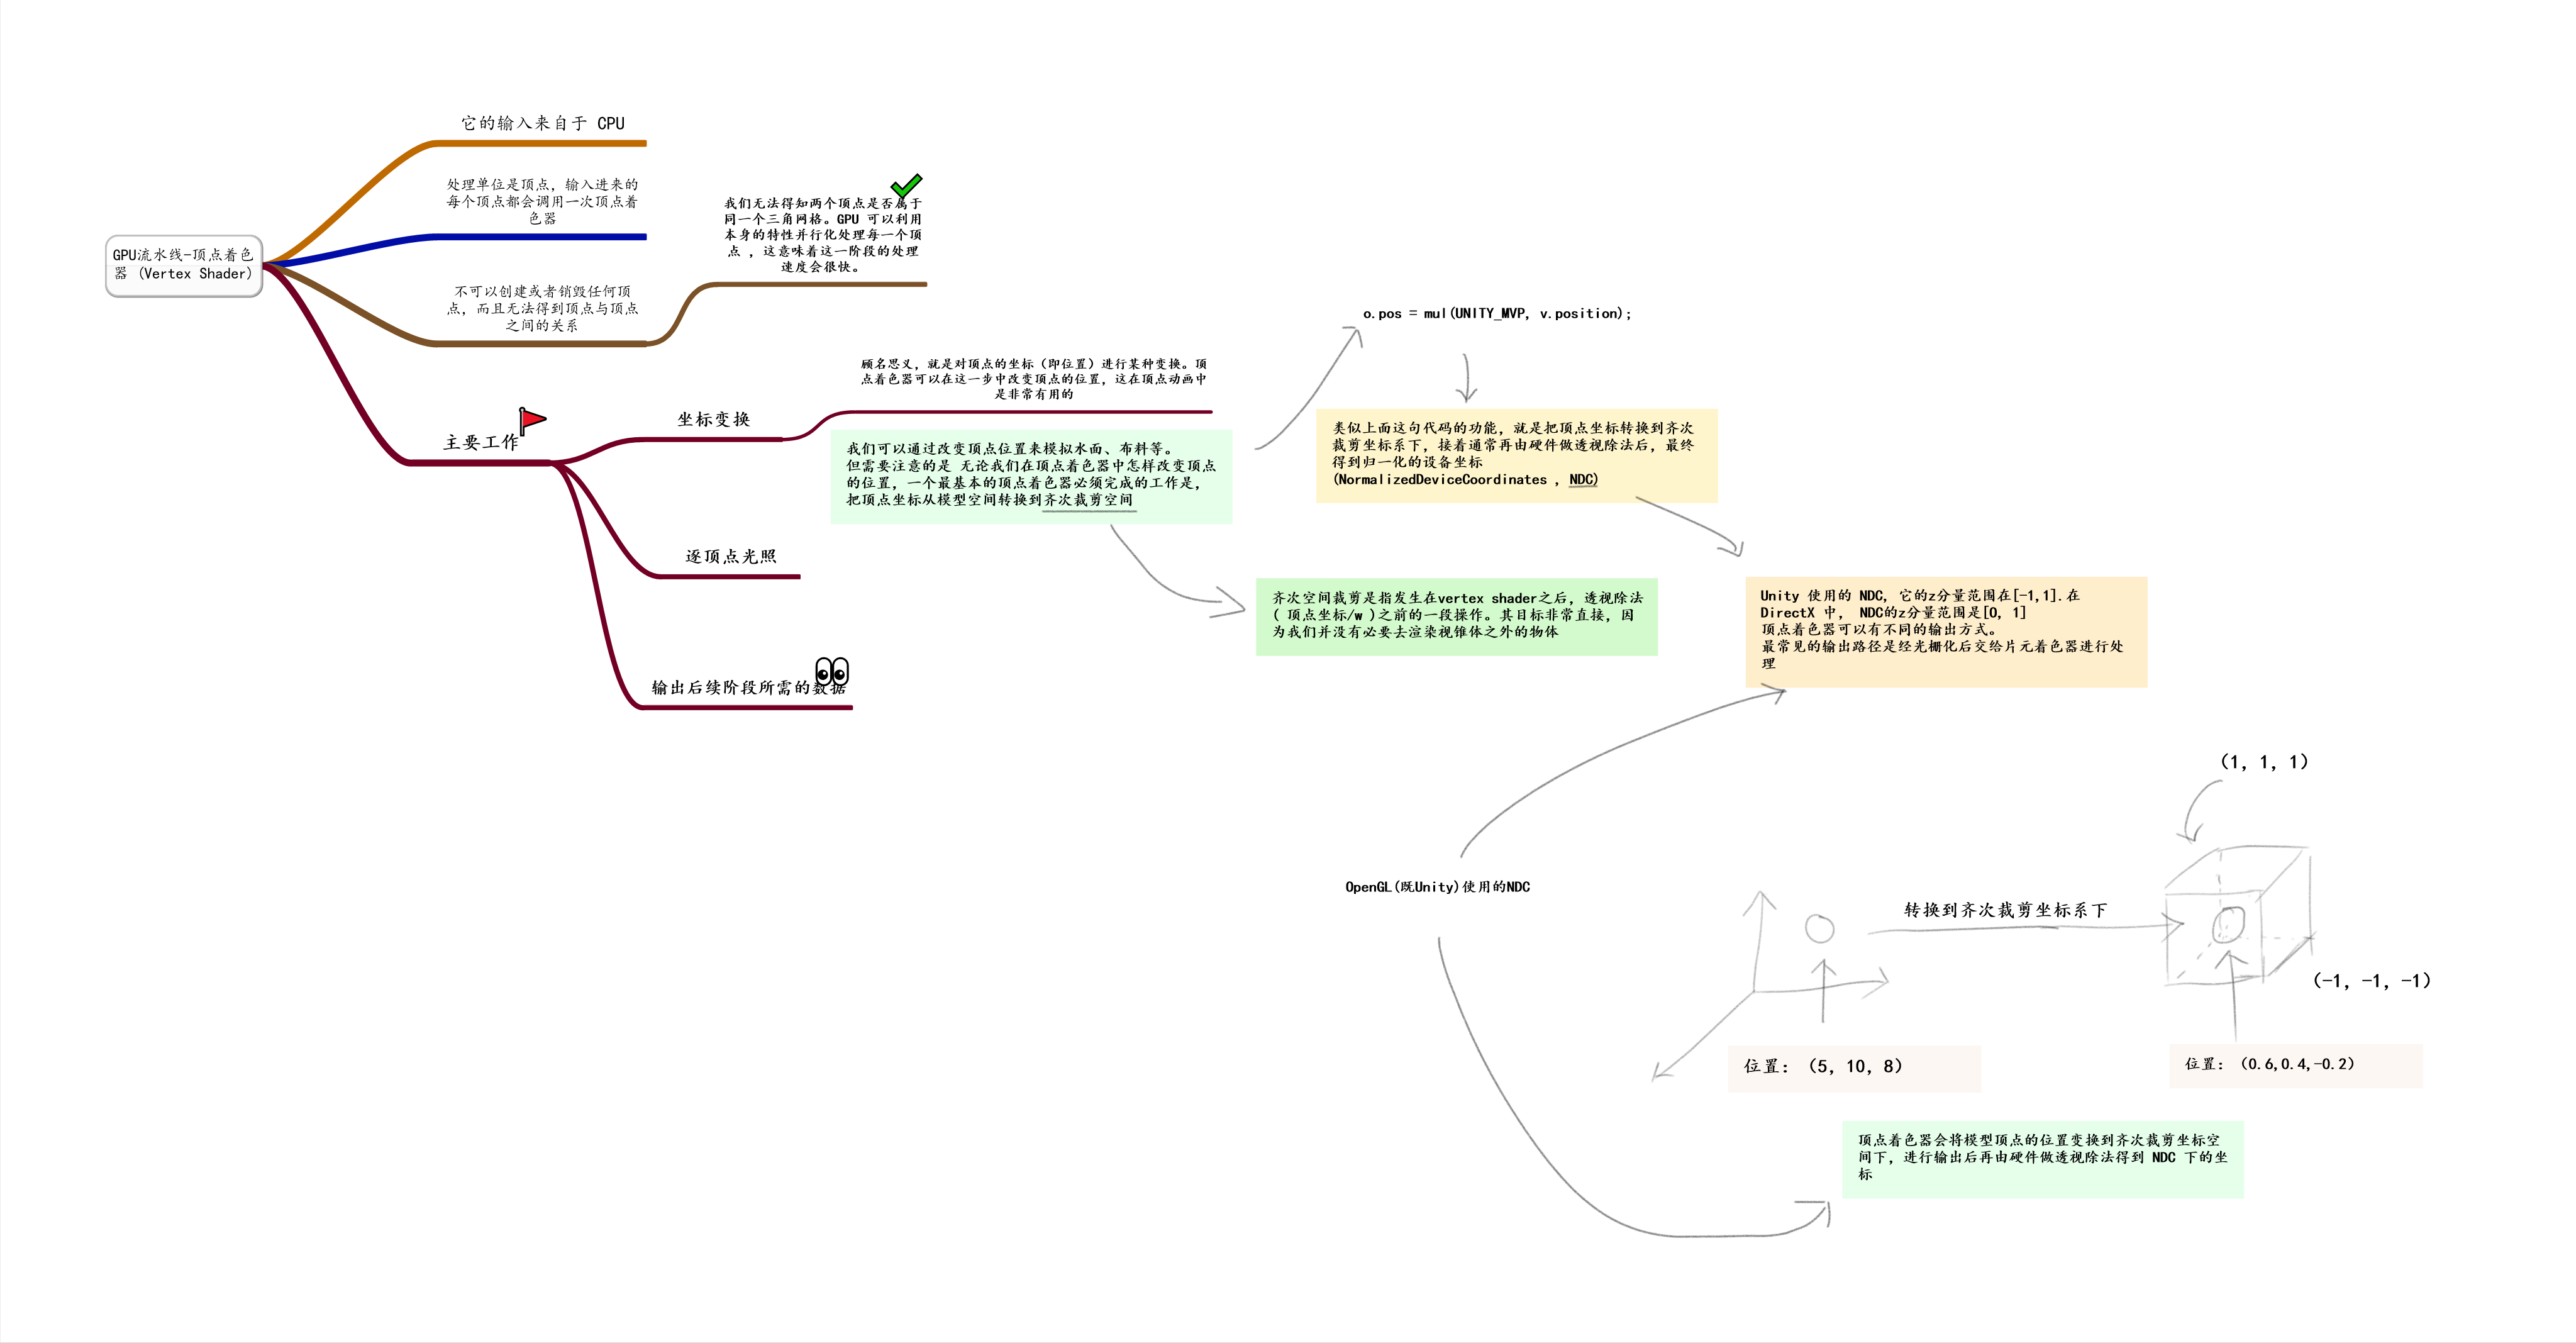 它的输入来自于 CPU
处理单位是顶点，输入进来的
每个顶点都会调用一次顶点着
色器
GPU流水线-顶点着色
器 (Vertex Shader)
不可以创建或者销毁任何顶
点，而且无法得到顶点与顶点
之间的关系
我们无法得知两个顶点是否属于
同一个三角网格。GPU 可以利用
本身的特性并行化处理每一个顶
点 ，这意味着这一阶段的处理
速度会很快。
主要工作
坐标变换
顾名思义，就是对顶点的坐标（即位置）进行某种变换。顶
点着色器可以在这一步中改变顶点的位置，这在顶点动画中
是非常有用的
我们可以通过改变顶点位置来模拟水面、布料等。
但需要注意的是 无论我们在顶点着色器中怎样改变顶点
的位置，一个最基本的顶点着色器必须完成的工作是，
把顶点坐标从模型空间转换到齐次裁剪空间
逐顶点光照
输出后续阶段所需的数据
o.pos = mul(UNITY_MVP, v.position);
类似上面这句代码的功能，就是把顶点坐标转换到齐次
裁剪坐标系下，接着通常再由硬件做透视除法后，最终
得到归一化的设备坐标
(NormalizedDeviceCoordinates , NDC)
齐次空间裁剪是指发生在vertex shader之后，透视除法
( 顶点坐标/w )之前的一段操作。其目标非常直接，因
为我们并没有必要去渲染视锥体之外的物体
Unity 使用的 NDC, 它的z分量范围在[-1,1].在
DirectX 中， NDC的z分量范围是[0, 1]
顶点着色器可以有不同的输出方式。
最常见的输出路径是经光栅化后交给片元着色器进行处
理
OpenGL(既Unity)使用的NDC
(1, 1, 1)
转换到齐次裁剪坐标系下
(-1, -1, -1)
位置：（5, 10, 8）
位置：（0.6,0.4,-0.2）
顶点着色器会将模型顶点的位置变换到齐次裁剪坐标空
间下，进行输出后再由硬件做透视除法得到 NDC 下的坐
标